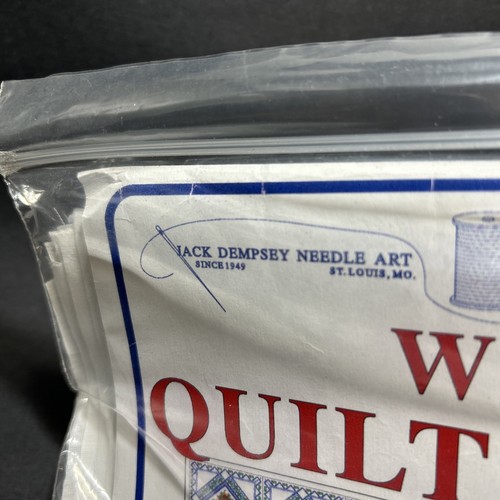 JACK DEMPSEY NEEDLE ART
SINCE 1949 ST. LOUIS, MO.
W
QUILT